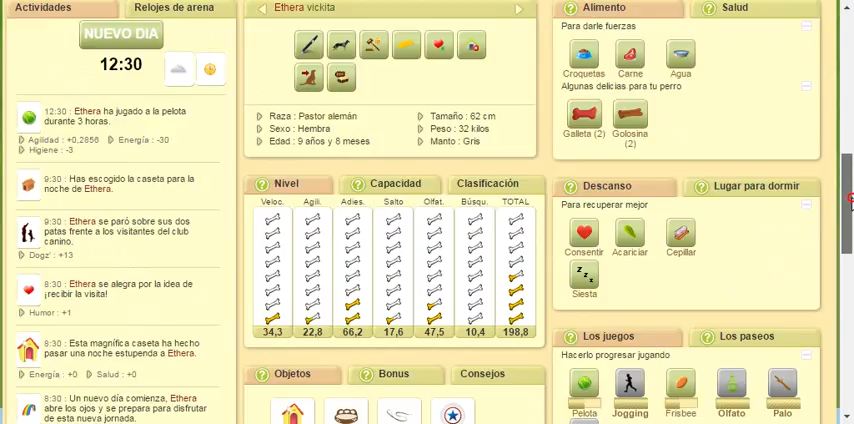 Actividades
Relojes de arena
NUEVO DIA
12:30
12:30 : Ethera ha jugado a la pelota
durante 3 horas.
Agilidad : +0,2856 Energía : -30
Higiene : -3
9:30 : Has escogido la caseta para la
noche de Ethera.
9:30 : Ethera se paró sobre sus dos
patas frente a los visitantes del club
canino.
Dogz' : +13
8:30 : Ethera se alegra por la idea de
¡recibir la visita!
Humor : +1
8:30 : Esta magnífica caseta ha hecho
pasar una noche estupenda a Ethera.
Energía : +0 Salud : +0
8:30 : Un nuevo día comienza, Ethera
abre los ojos y se prepara para disfrutar
de esta nueva jornada.
Ethera vickita
Raza : Pastor alemán
Sexo : Hembra
Edad : 9 años y 8 meses
Tamaño : 62 cm
Peso : 32 kilos
Manto : Gris
? Nivel
? Capacidad
Clasificación
Veloc. Agili. Adies. Salto Olfat. Búsqu. TOTAL
34,3 22,8 66,2 17,6 47,5 10,4 198,8
? Objetos
? Bonus
Consejos
? Alimento
? Salud
Para darle fuerzas
Croquetas Carne Agua
Algunas delicias para tu perro
Galleta (2) Golosina
(2)
? Descanso
? Lugar para dormir
Para recuperar mejor
Consentir Acariciar Cepillar
z z z
Siesta
? Los juegos
? Los paseos
Hacerlo progresar jugando
Pelota Jogging Frisbee Olfato Palo